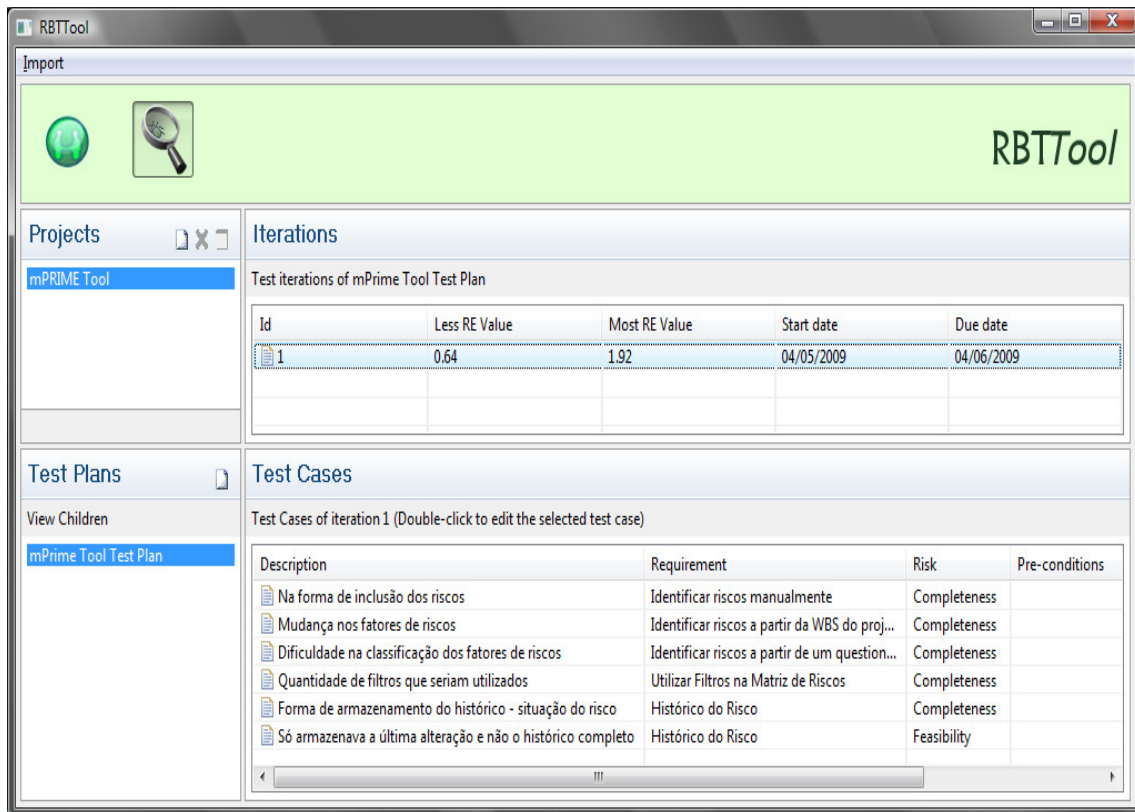 RBTTool
Import
RBTTool
Projects
mPRIME Tool
Iterations
Test iterations of mPrime Tool Test Plan
Id Less RE Value Most RE Value Start date Due date
1 0.64 1.92 04/05/2009 04/06/2009
Test Plans
View Children
mPrime Tool Test Plan
Test Cases
Test Cases of iteration 1 (Double-click to edit the selected test case)
Description Requirement Risk Pre-conditions
Na forma de inclusão dos riscos Identificar riscos manualmente Completeness
Mudança nos fatores de riscos Identificar riscos a partir da WBS do proj... Completeness
Dificuldade na classificação dos fatores de riscos Identificar riscos a partir de um question... Completeness
Quantidade de filtros que seriam utilizados Utilizar Filtros na Matriz de Riscos Completeness
Forma de armazenamento do histórico - situação do risco Histórico do Risco Completeness
Só armazenava a última alteração e não o histórico completo Histórico do Risco Feasibility